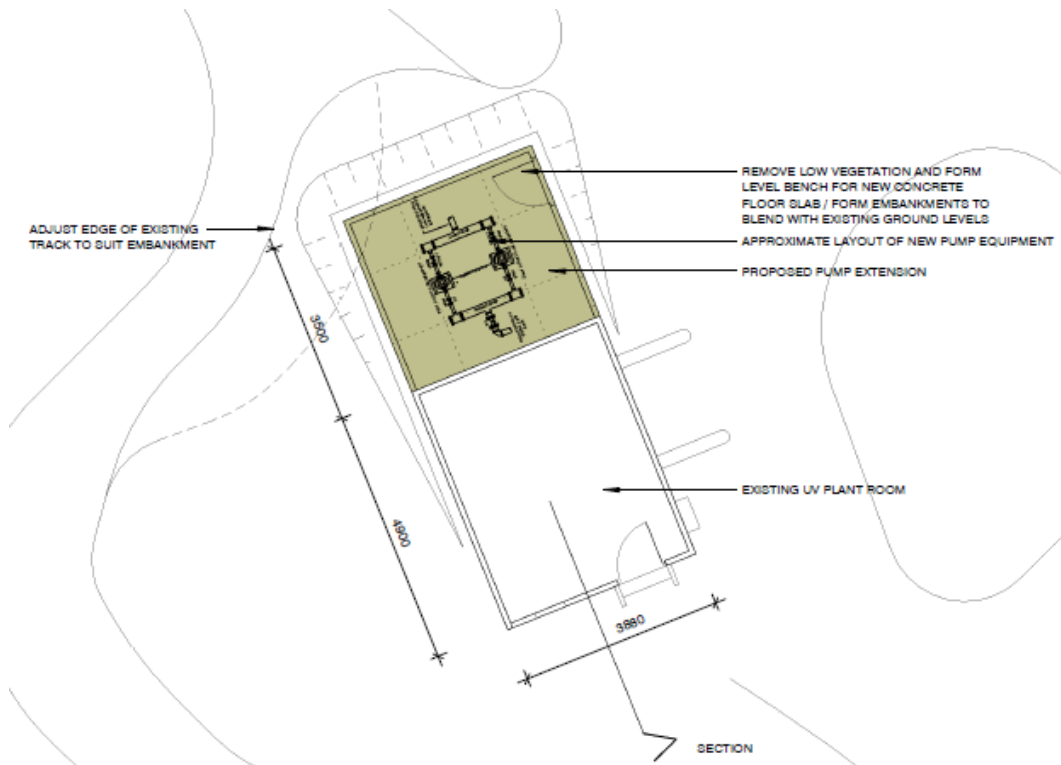 REMOVE LOW VEGETATION AND FORM
LEVEL BENCH FOR NEW CONCRETE
FLOOR SLAB / FORM EMBANKMENTS TO
BLEND WITH EXISTING GROUND LEVELS
ADJUST EDGE OF EXISTING
TRACK TO SUIT EMBANKMENT
APPROXIMATE LAYOUT OF NEW PUMP EQUIPMENT
PROPOSED PUMP EXTENSION
3500
EXISTING UV PLANT ROOM
4900
3880
SECTION